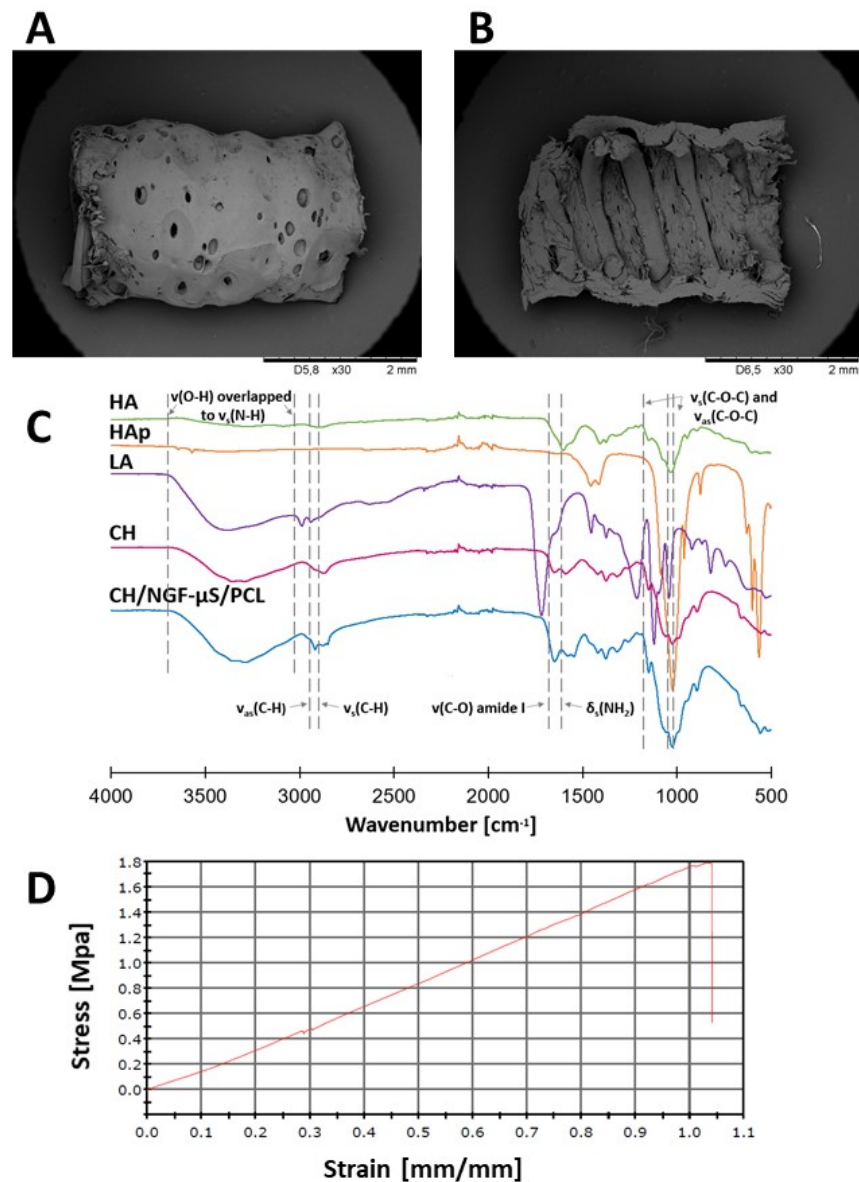 A
B
D5,8 x30 2 mm
D6,5 x30 2 mm
C
HA
HAp
LA
CH
CH/NGF-µS/PCL
ν(O-H) overlapped
to νs(N-H)
νs(C-O-C) and
νas(C-O-C)
νas(C-H)
νs(C-H)
ν(C-O) amide I
δs(NH2)
4000 3500 3000 2500 2000 1500 1000 500
Wavenumber [cm-1]
D
Stress [Mpa]
1.8
1.6
1.4
1.2
1.0
0.8
0.6
0.4
0.2
0.0
0.0 0.1 0.2 0.3 0.4 0.5 0.6 0.7 0.8 0.9 1.0 1.1
Strain [mm/mm]